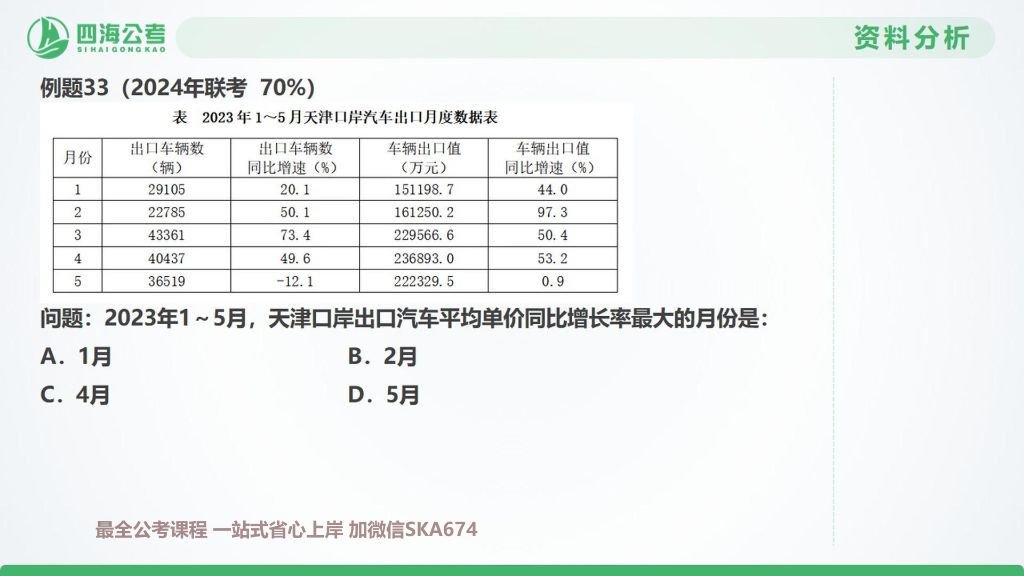 四海公考
SIHAIGONGKAO
资料分析
例题33（2024年联考 70%）
表 2023年1～5月天津口岸汽车出口月度数据表
月份 出口车辆数（辆） 出口车辆数同比增速（%） 车辆出口值（万元） 车辆出口值同比增速（%）
1 29105 20.1 151198.7 44.0
2 22785 50.1 161250.2 97.3
3 43361 73.4 229566.6 50.4
4 40437 49.6 236893.0 53.2
5 36519 -12.1 222329.5 0.9
问题：2023年1～5月，天津口岸出口汽车平均单价同比增长率最大的月份是：
A．1月 B．2月
C．4月 D．5月
最全公考课程 一站式省心上岸 加微信SKA674